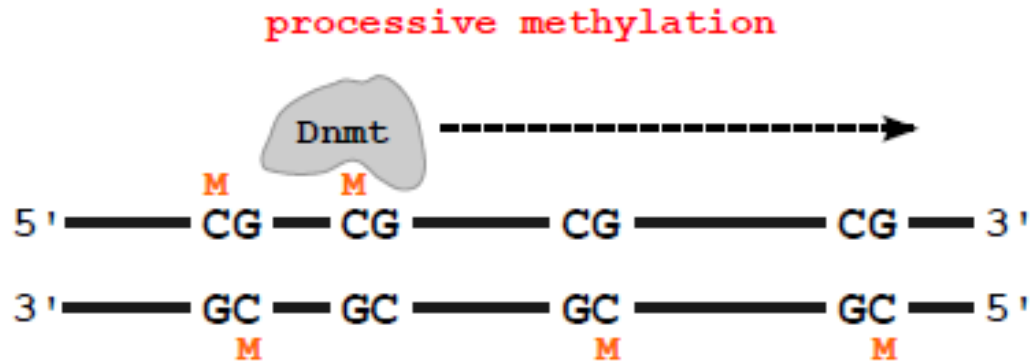 processive methylation
Dnmt
M M
5' CG CG CG CG 3'
3' GC GC GC GC 5'
M M M